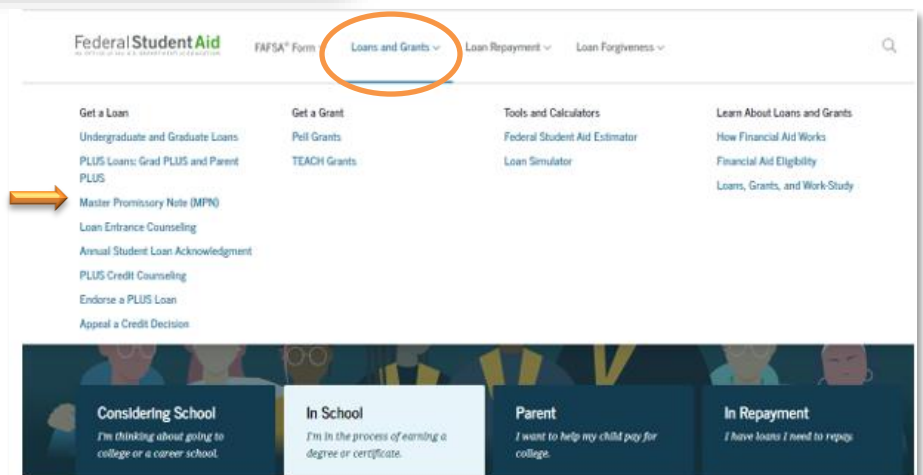 Federal Student Aid
FAFSA® Form
Loans and Grants
Loan Repayment
Loan Forgiveness
Get a Loan
Undergraduate and Graduate Loans
PLUS Loans: Grad PLUS and Parent
PLUS
Master Promissory Note (MPN)
Loan Entrance Counseling
Annual Student Loan Acknowledgment
PLUS Credit Counseling
Endorse a PLUS Loan
Appeal a Credit Decision
Get a Grant
Pell Grants
TEACH Grants
Tools and Calculators
Federal Student Aid Estimator
Loan Simulator
Learn About Loans and Grants
How Financial Aid Works
Financial Aid Eligibility
Loans, Grants, and Work-Study
Considering School
I'm thinking about going to
college or a career school.
In School
I'm in the process of earning a
degree or certificate.
Parent
I want to help my child pay for
college.
In Repayment
I have loans I need to repay.